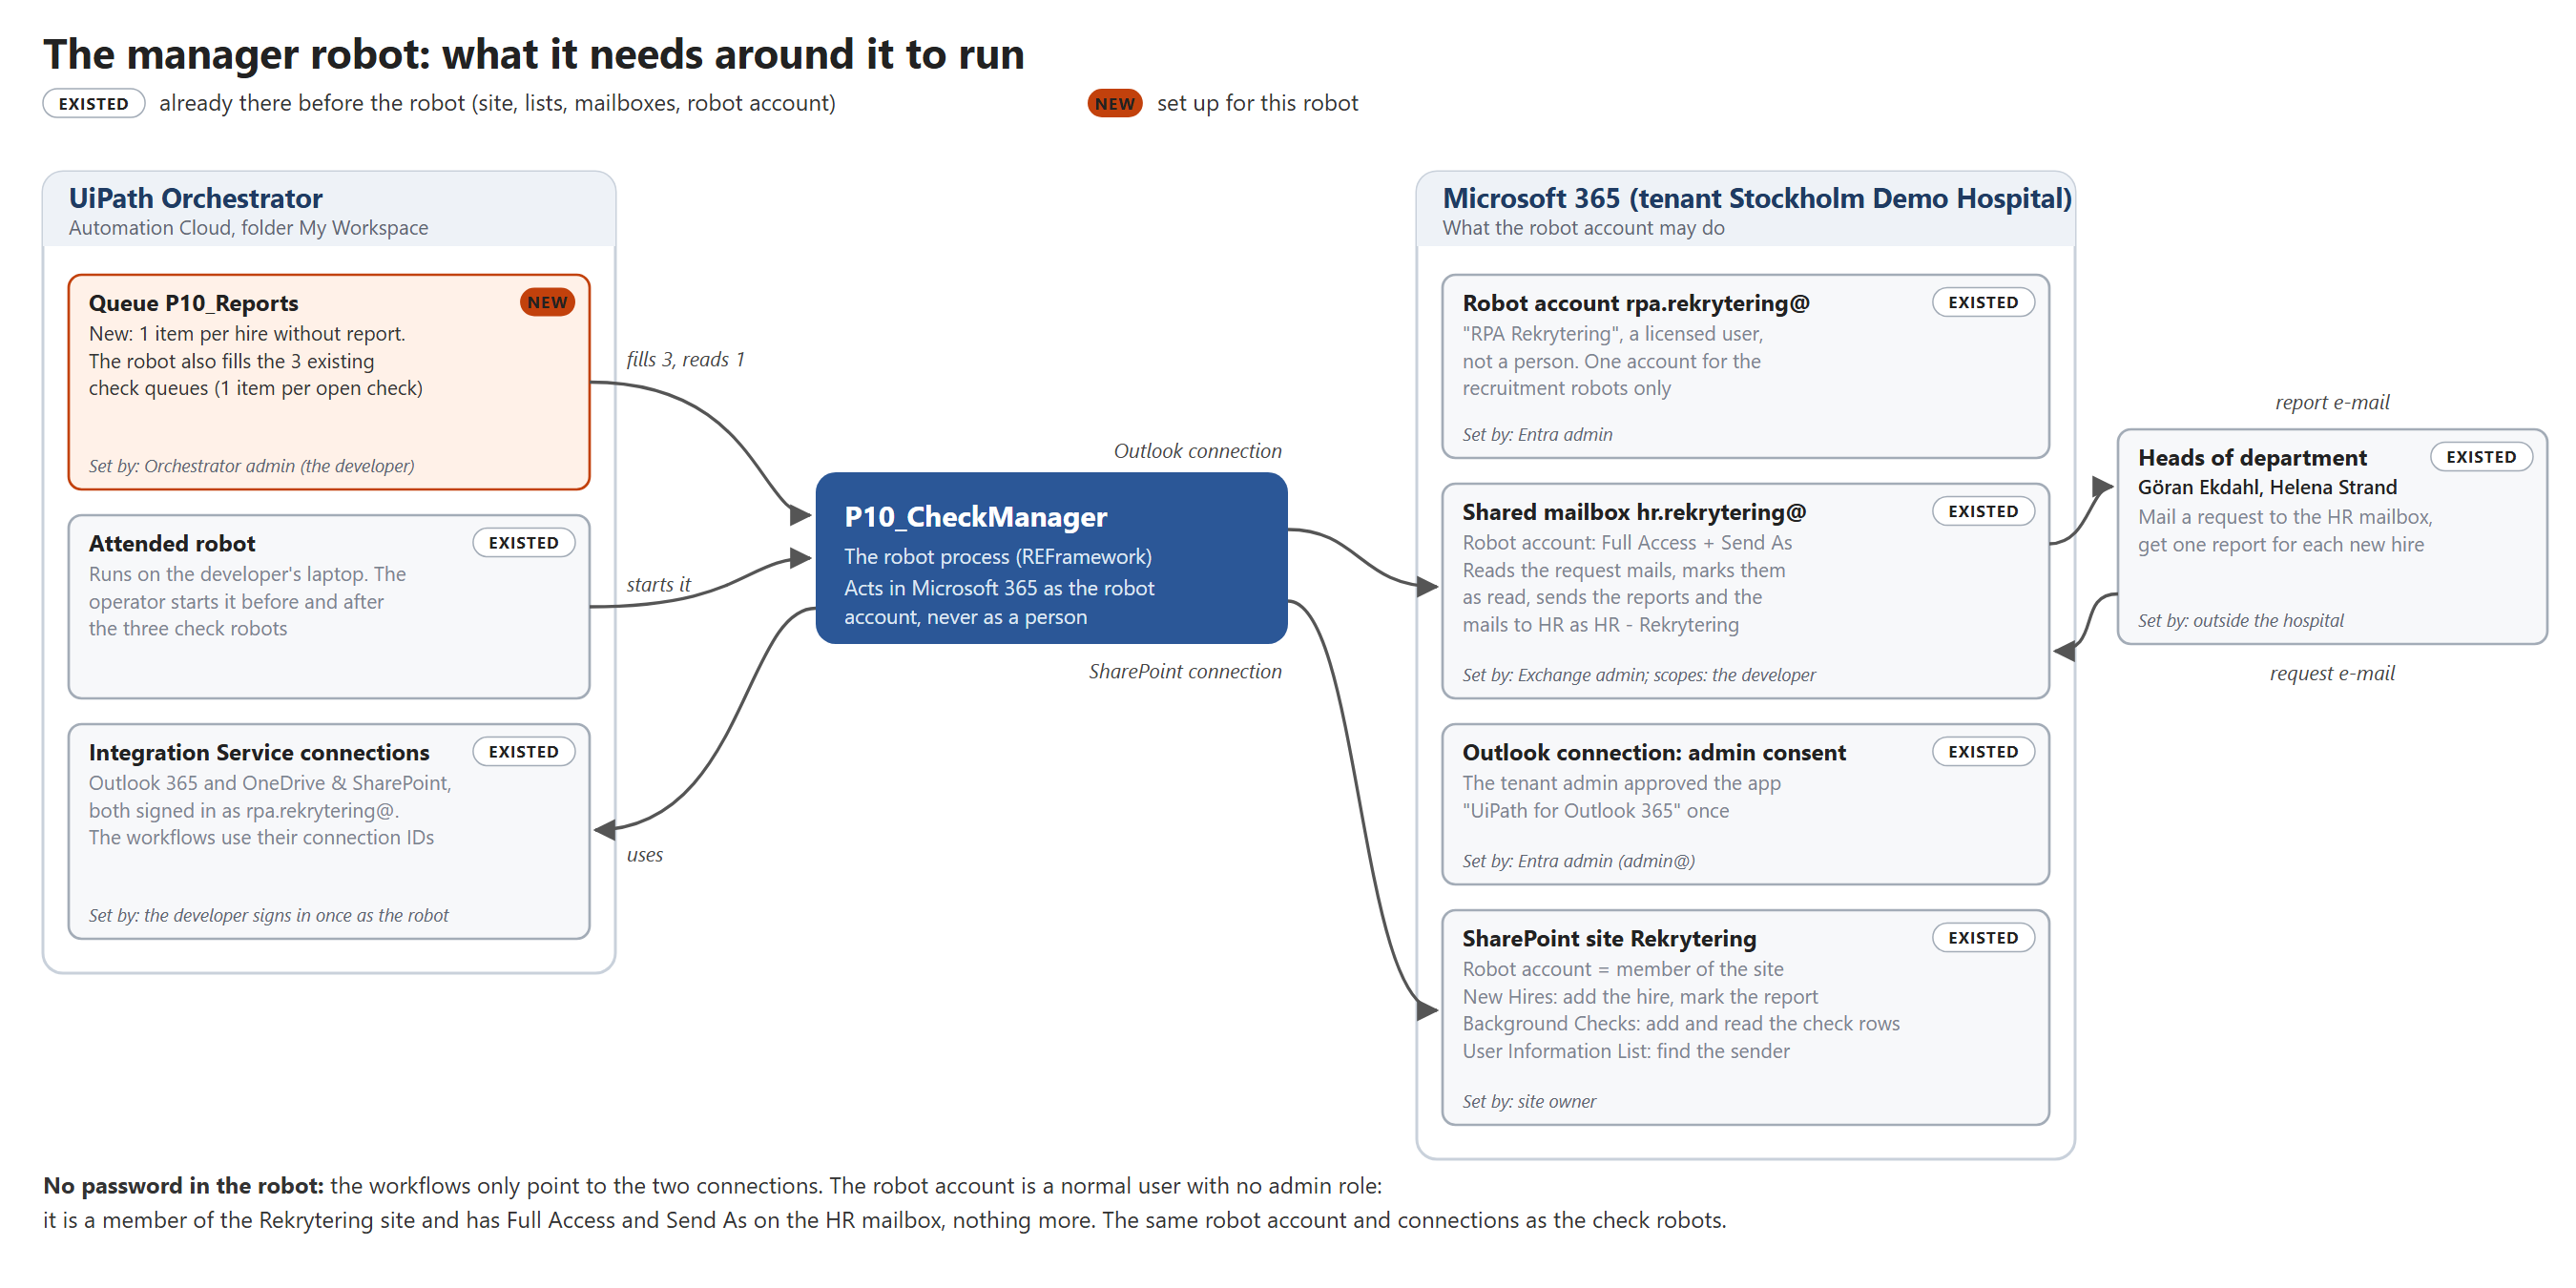 The manager robot: what it needs around it to run
EXISTED already there before the robot (site, lists, mailboxes, robot account)
NEW set up for this robot
UiPath Orchestrator
Automation Cloud, folder My Workspace
Queue P10_Reports
NEW
New: 1 item per hire without report.
The robot also fills the 3 existing
check queues (1 item per open check)
Set by: Orchestrator admin (the developer)
Attended robot
EXISTED
Runs on the developer's laptop. The
operator starts it before and after
the three check robots
Integration Service connections
EXISTED
Outlook 365 and OneDrive & SharePoint,
both signed in as rpa.rekrytering@.
The workflows use their connection IDs
Set by: the developer signs in once as the robot
fills 3, reads 1
starts it
uses
P10_CheckManager
The robot process (REFramework)
Acts in Microsoft 365 as the robot
account, never as a person
Outlook connection
SharePoint connection
Microsoft 365 (tenant Stockholm Demo Hospital)
What the robot account may do
Robot account rpa.rekrytering@
EXISTED
"RPA Rekrytering", a licensed user,
not a person. One account for the
recruitment robots only
Set by: Entra admin
Shared mailbox hr.rekrytering@
EXISTED
Robot account: Full Access + Send As
Reads the request mails, marks them
as read, sends the reports and the
mails to HR as HR - Rekrytering
Set by: Exchange admin; scopes: the developer
Outlook connection: admin consent
EXISTED
The tenant admin approved the app
"UiPath for Outlook 365" once
Set by: Entra admin (admin@)
SharePoint site Rekrytering
EXISTED
Robot account = member of the site
New Hires: add the hire, mark the report
Background Checks: add and read the check rows
User Information List: find the sender
Set by: site owner
report e-mail
Heads of department
EXISTED
Göran Ekdahl, Helena Strand
Mail a request to the HR mailbox,
get one report for each new hire
Set by: outside the hospital
request e-mail
No password in the robot: the workflows only point to the two connections. The robot account is a normal user with no admin role:
it is a member of the Rekrytering site and has Full Access and Send As on the HR mailbox, nothing more. The same robot account and connections as the check robots.